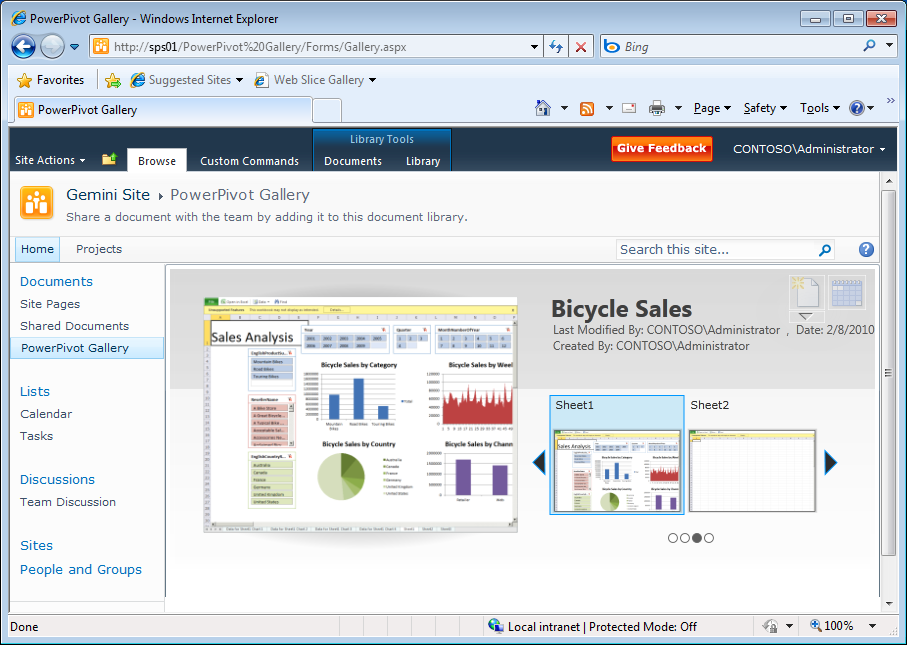 PowerPivot Gallery - Windows Internet Explorer
http://sps01/PowerPivot%20Gallery/Forms/Gallery.aspx
Bing
Favorites
Suggested Sites
Web Slice Gallery
PowerPivot Gallery
Page
Safety
Tools
Library Tools
Site Actions
Browse
Custom Commands
Documents
Library
Give Feedback
CONTOSO\Administrator
Gemini Site
PowerPivot Gallery
Share a document with the team by adding it to this document library.
Home
Projects
Search this site...
Documents
Site Pages
Shared Documents
PowerPivot Gallery
Lists
Calendar
Tasks
Discussions
Team Discussion
Sites
People and Groups
Sales Analysis
Year
Quarter
MonthNumberOfYear
Bicycle Sales by Category
Bicycle Sales by Week
Bicycle Sales by Country
Bicycle Sales by Chann
Bicycle Sales
Last Modified By: CONTOSO\Administrator , Date: 2/8/2010
Created By: CONTOSO\Administrator
Sheet1
Sheet2
Sales Analysis
Done
Local intranet | Protected Mode: Off
100%